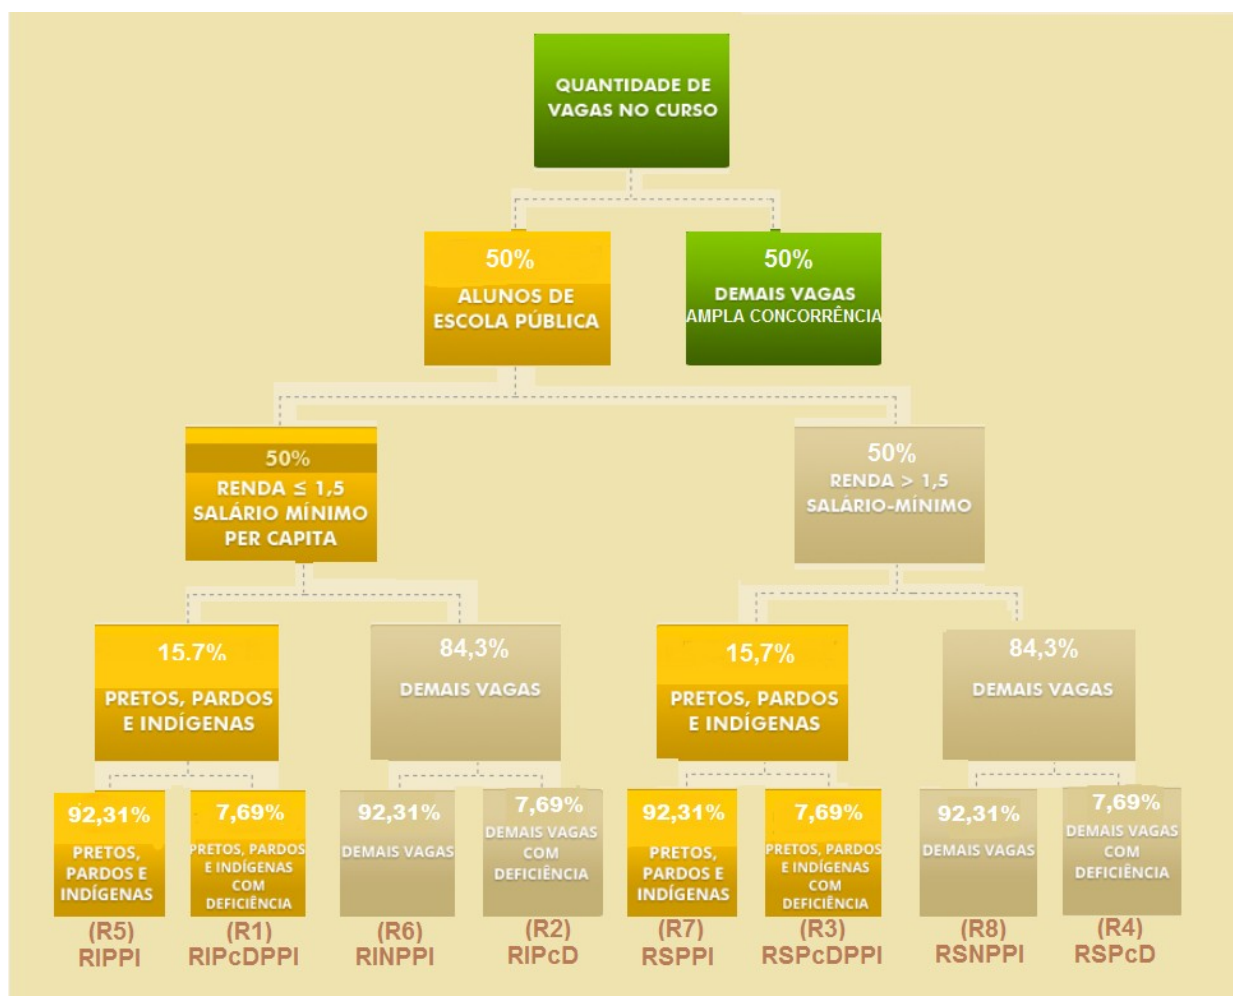 QUANTIDADE DE
VAGAS NO CURSO
50%
ALUNOS DE
ESCOLA PÚBLICA
50%
DEMAIS VAGAS
AMPLA CONCORRÊNCIA
50%
RENDA ≤ 1,5
SALÁRIO MÍNIMO
PER CAPITA
50%
RENDA > 1,5
SALÁRIO-MÍNIMO
15.7%
PRETOS, PARDOS
E INDÍGENAS
84,3%
DEMAIS VAGAS
15,7%
PRETOS, PARDOS
E INDÍGENAS
84,3%
DEMAIS VAGAS
92,31%
PRETOS,
PARDOS E
INDÍGENAS
7,69%
PRETOS, PARDOS
E INDÍGENAS
COM
DEFICIÊNCIA
92,31%
DEMAIS VAGAS
7,69%
DEMAIS VAGAS
COM
DEFICIÊNCIA
92,31%
PRETOS,
PARDOS E
INDÍGENAS
7,69%
PRETOS, PARDOS
E INDÍGENAS
COM
DEFICIÊNCIA
92,31%
DEMAIS VAGAS
7,69%
DEMAIS VAGAS
COM
DEFICIÊNCIA
(R5)
RIPPI
(R1)
RIPcDPPI
(R6)
RINPPI
(R2)
RIPcD
(R7)
RSPPI
(R3)
RSPcDPPI
(R8)
RSNPPI
(R4)
RSPcD